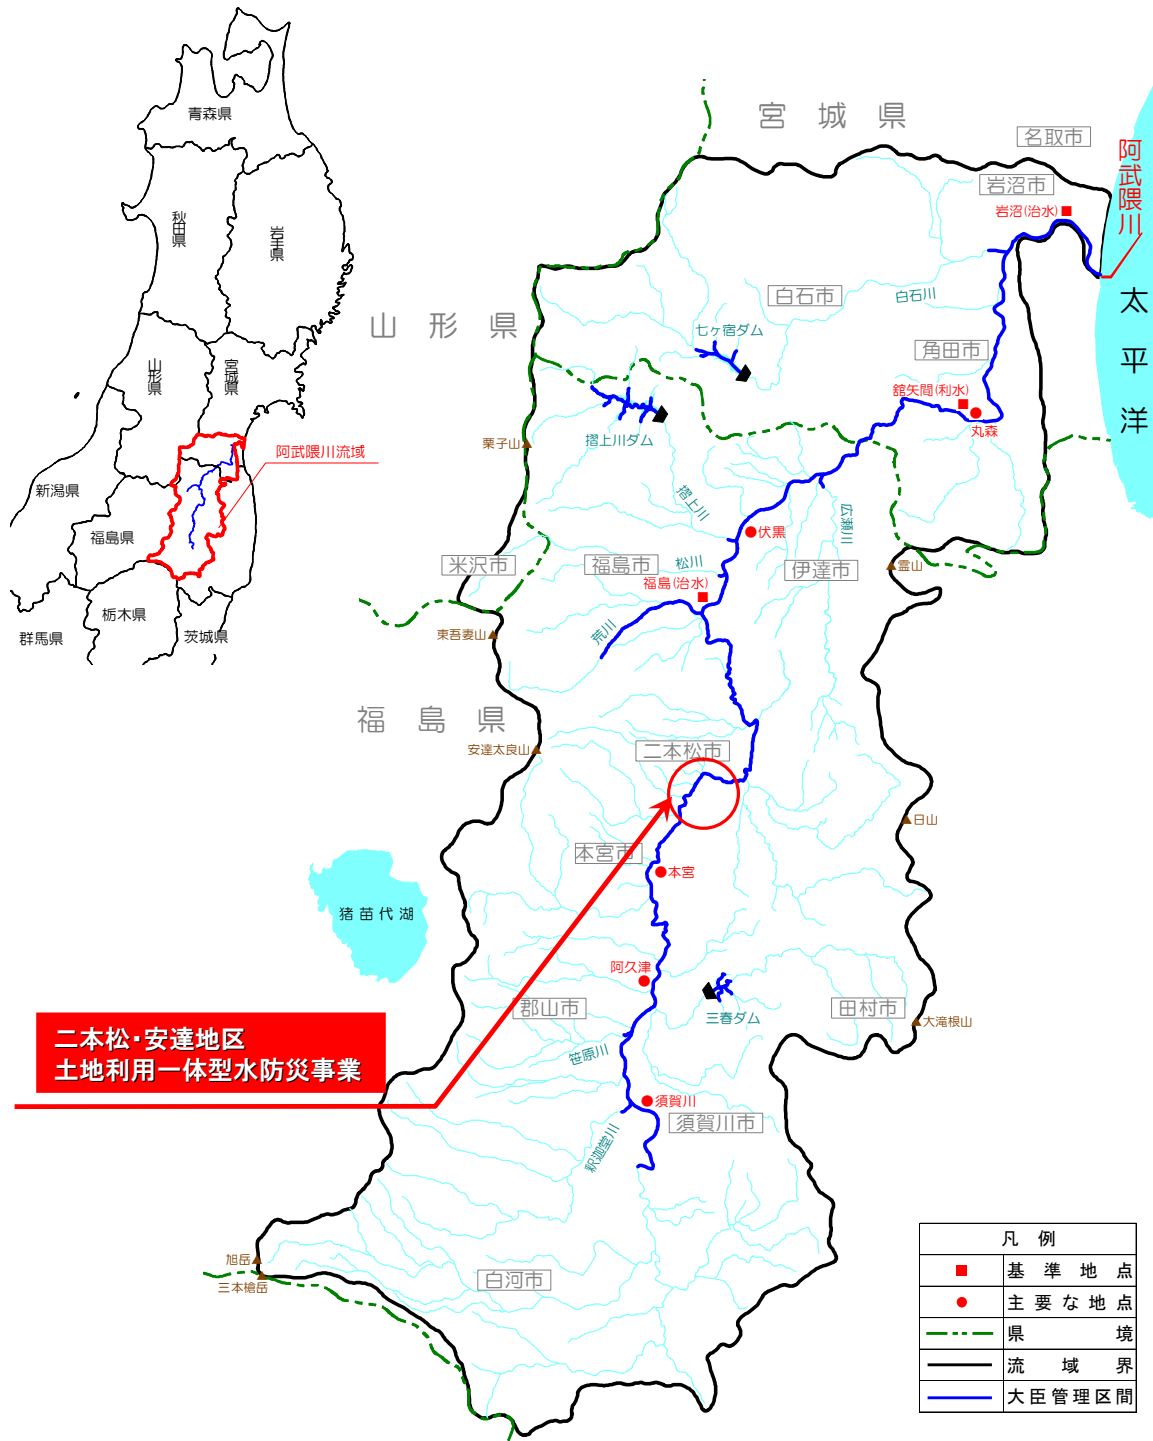 青森県
秋田県
岩手県
山形県
宮城県
阿武隈川流域
新潟県
福島県
栃木県
群馬県
茨城県
宮城県
名取市
阿武隈川
岩沼市
岩沼(治水)
太平洋
白石市
白石川
山形県
七ヶ宿ダム
角田市
舘矢間(利水)
丸森
摺上川ダム
栗子山
摺上川
広瀬川
伏黒
米沢市
福島市
松川
伊達市
霊山
福島(治水)
荒川
東吾妻山
福島県
安達太良山
二本松市
日山
本宮市
本宮
猪苗代湖
阿久津
郡山市
三春ダム
田村市
大滝根山
二本松・安達地区
土地利用一体型水防災事業
笹原川
須賀川
須賀川市
釈迦堂川
旭岳
三本槍岳
白河市
凡例
基準地点
主要な地点
県境
流域界
大臣管理区間